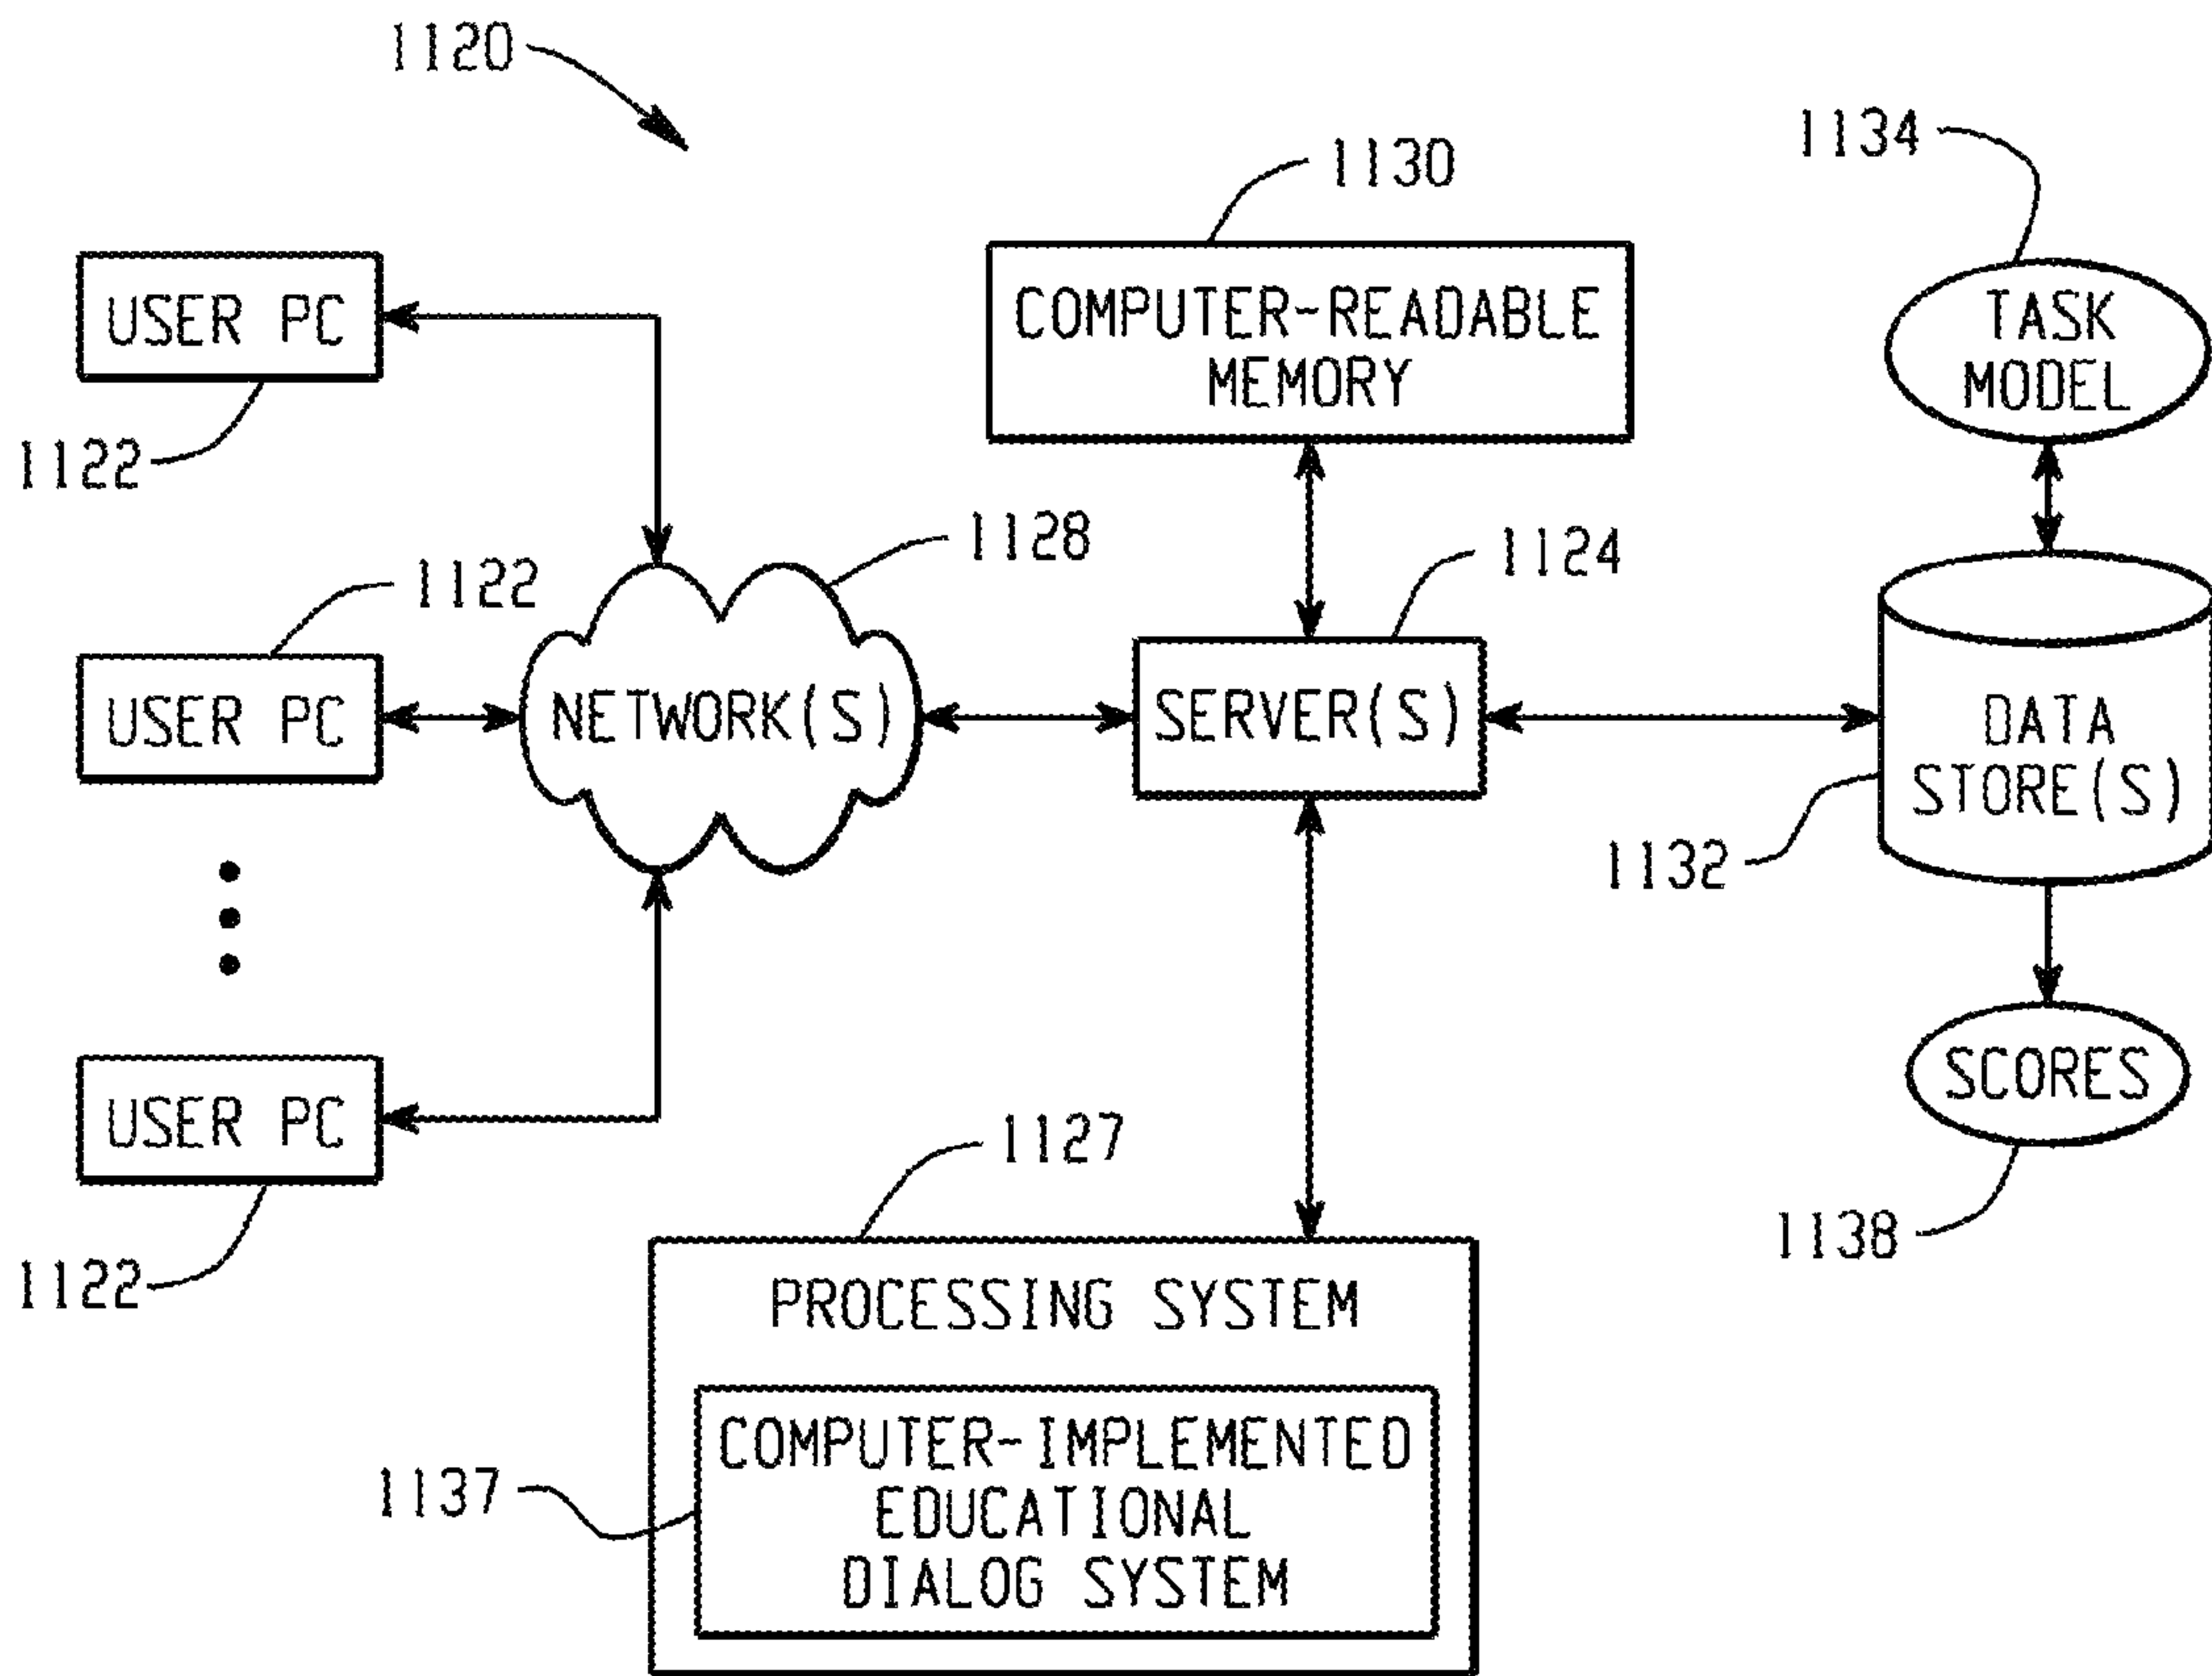 1120
1134
1130
USER PC
COMPUTER-READABLE
MEMORY
TASK
MODEL
1122
1128
1124
1122
USER PC
NETWORK(S)
SERVER(S)
DATA
STORE(S)
1132
USER PC
SCORES
1127
1138
1122
PROCESSING SYSTEM
1137
COMPUTER-IMPLEMENTED
EDUCATIONAL
DIALOG SYSTEM